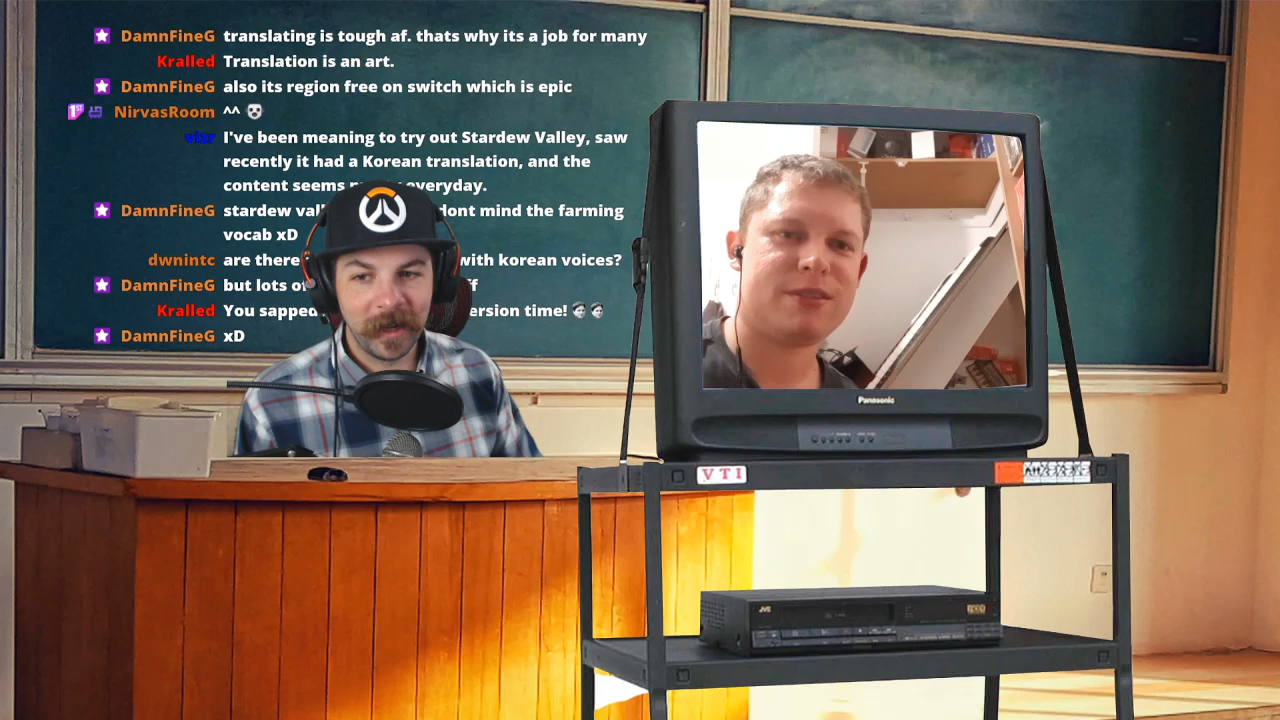 DamnFineG translating is tough af. thats why its a job for many
Kralled Translation is an art.
DamnFineG also its region free on switch which is epic
1ST NirvasRoom ^^
vizr I've been meaning to try out Stardew Valley, saw
recently it had a Korean translation, and the
content seems everyday.
DamnFineG stardew dont mind the farming
vocab xD
dwnintc are there with korean voices?
DamnFineG but lots
Kralled You sapped time!
DamnFineG xD
Panasonic
VTI
JVC